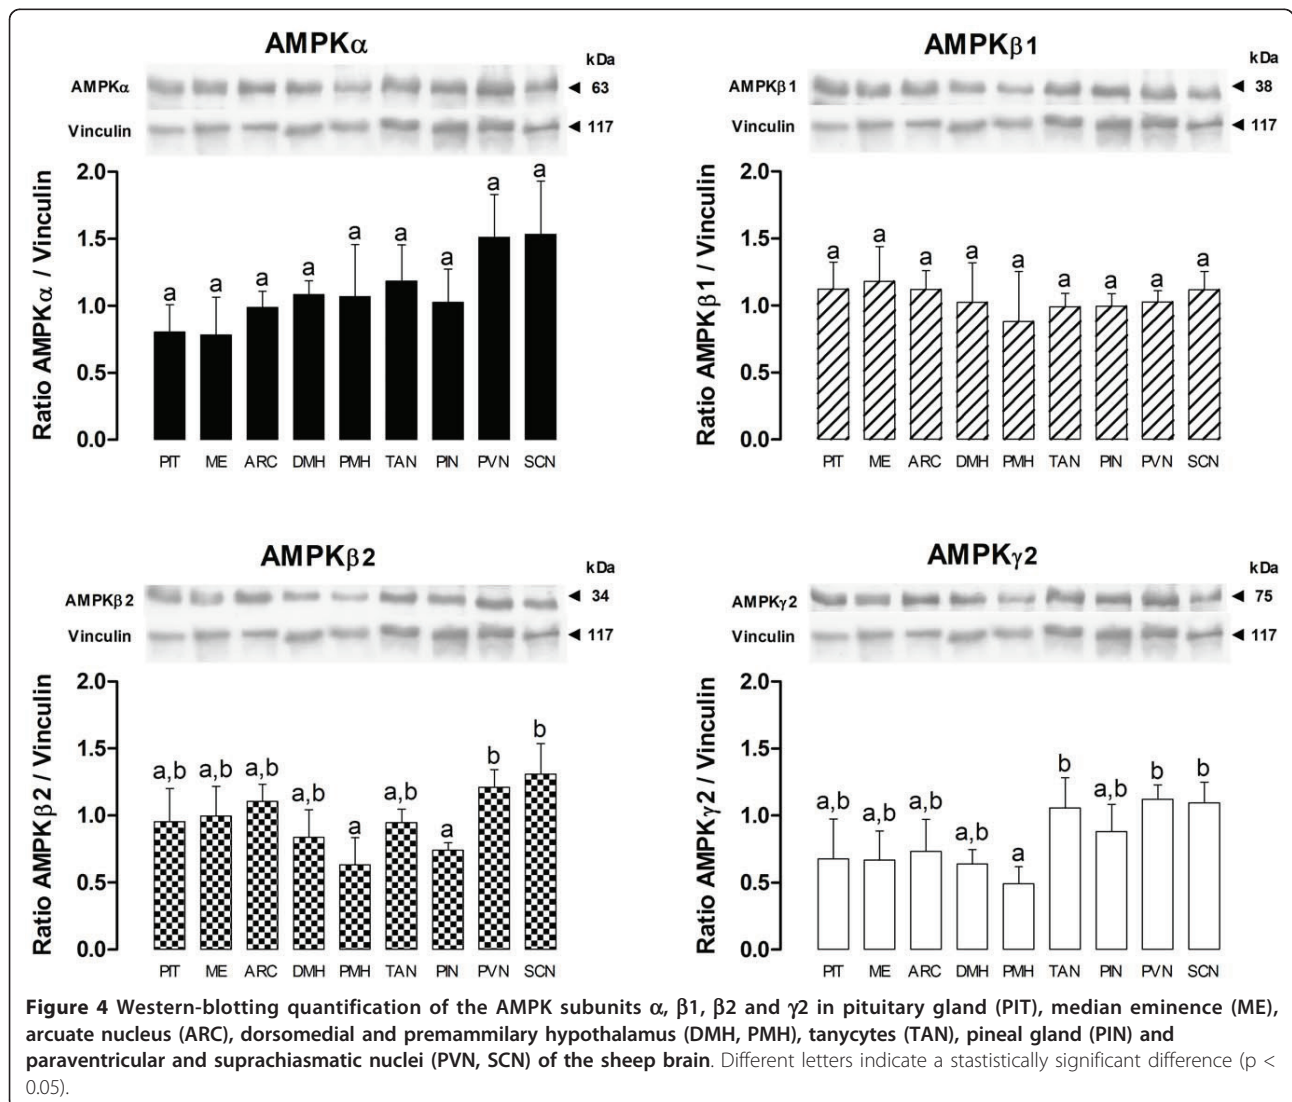 AMPKα
kDa
AMPKα
63
Vinculin
117
Ratio AMPKα / Vinculin
2.0
1.5
1.0
0.5
0.0
a a a a a a a a a
PIT ME ARC DMH PMH TAN PIN PVN SCN
AMPKβ1
kDa
AMPKβ1
38
Vinculin
117
Ratio AMPKβ1 / Vinculin
2.0
1.5
1.0
0.5
0.0
a a a a a a a a a
PIT ME ARC DMH PMH TAN PIN PVN SCN
AMPKβ2
kDa
AMPKβ2
34
Vinculin
117
Ratio AMPKβ2 / Vinculin
2.0
1.5
1.0
0.5
0.0
a,b a,b a,b a,b a a,b a b b
PIT ME ARC DMH PMH TAN PIN PVN SCN
AMPKγ2
kDa
AMPKγ2
75
Vinculin
117
Ratio AMPKγ2 / Vinculin
2.0
1.5
1.0
0.5
0.0
a,b a,b a,b a,b a b a,b b b
PIT ME ARC DMH PMH TAN PIN PVN SCN
Figure 4 Western-blotting quantification of the AMPK subunits α, β1, β2 and γ2 in pituitary gland (PIT), median eminence (ME),
arcuate nucleus (ARC), dorsomedial and premammilary hypothalamus (DMH, PMH), tanycytes (TAN), pineal gland (PIN) and
paraventricular and suprachiasmatic nuclei (PVN, SCN) of the sheep brain. Different letters indicate a stastistically significant difference (p <
0.05).